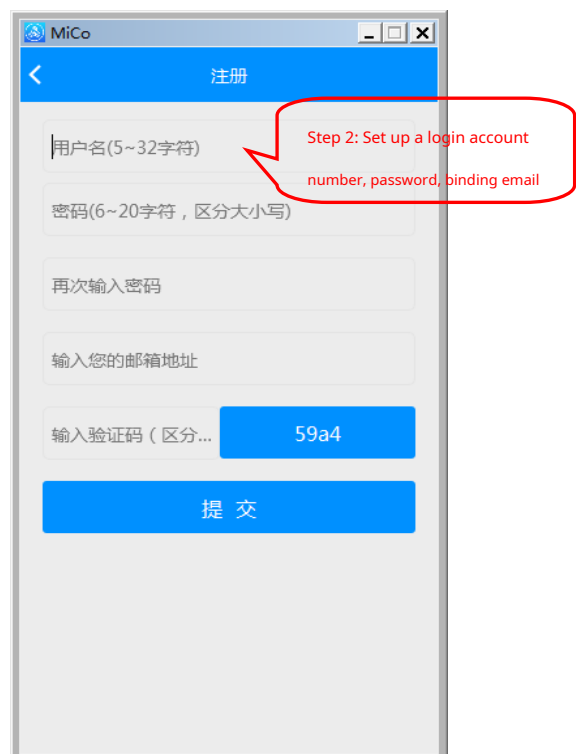 MiCo
注册
用户名(5~32字符)
Step 2: Set up a login account
number, password, binding email
密码(6~20字符，区分大小写)
再次输入密码
输入您的邮箱地址
输入验证码（区分...
59a4
提 交